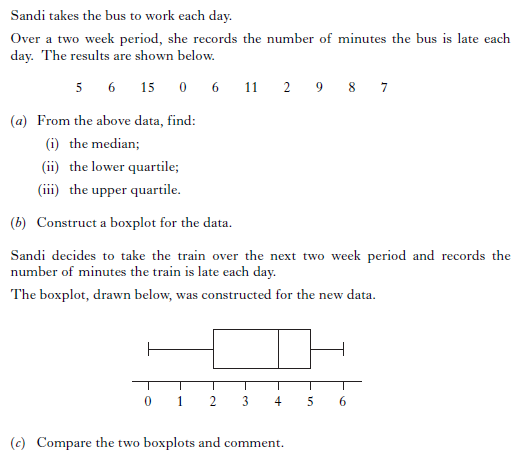 Sandi takes the bus to work each day.
Over a two week period, she records the number of minutes the bus is late each
day. The results are shown below.
5 6 15 0 6 11 2 9 8 7
(a) From the above data, find:
(i) the median;
(ii) the lower quartile;
(iii) the upper quartile.
(b) Construct a boxplot for the data.
Sandi decides to take the train over the next two week period and records the
number of minutes the train is late each day.
The boxplot, drawn below, was constructed for the new data.
0 1 2 3 4 5 6
(c) Compare the two boxplots and comment.